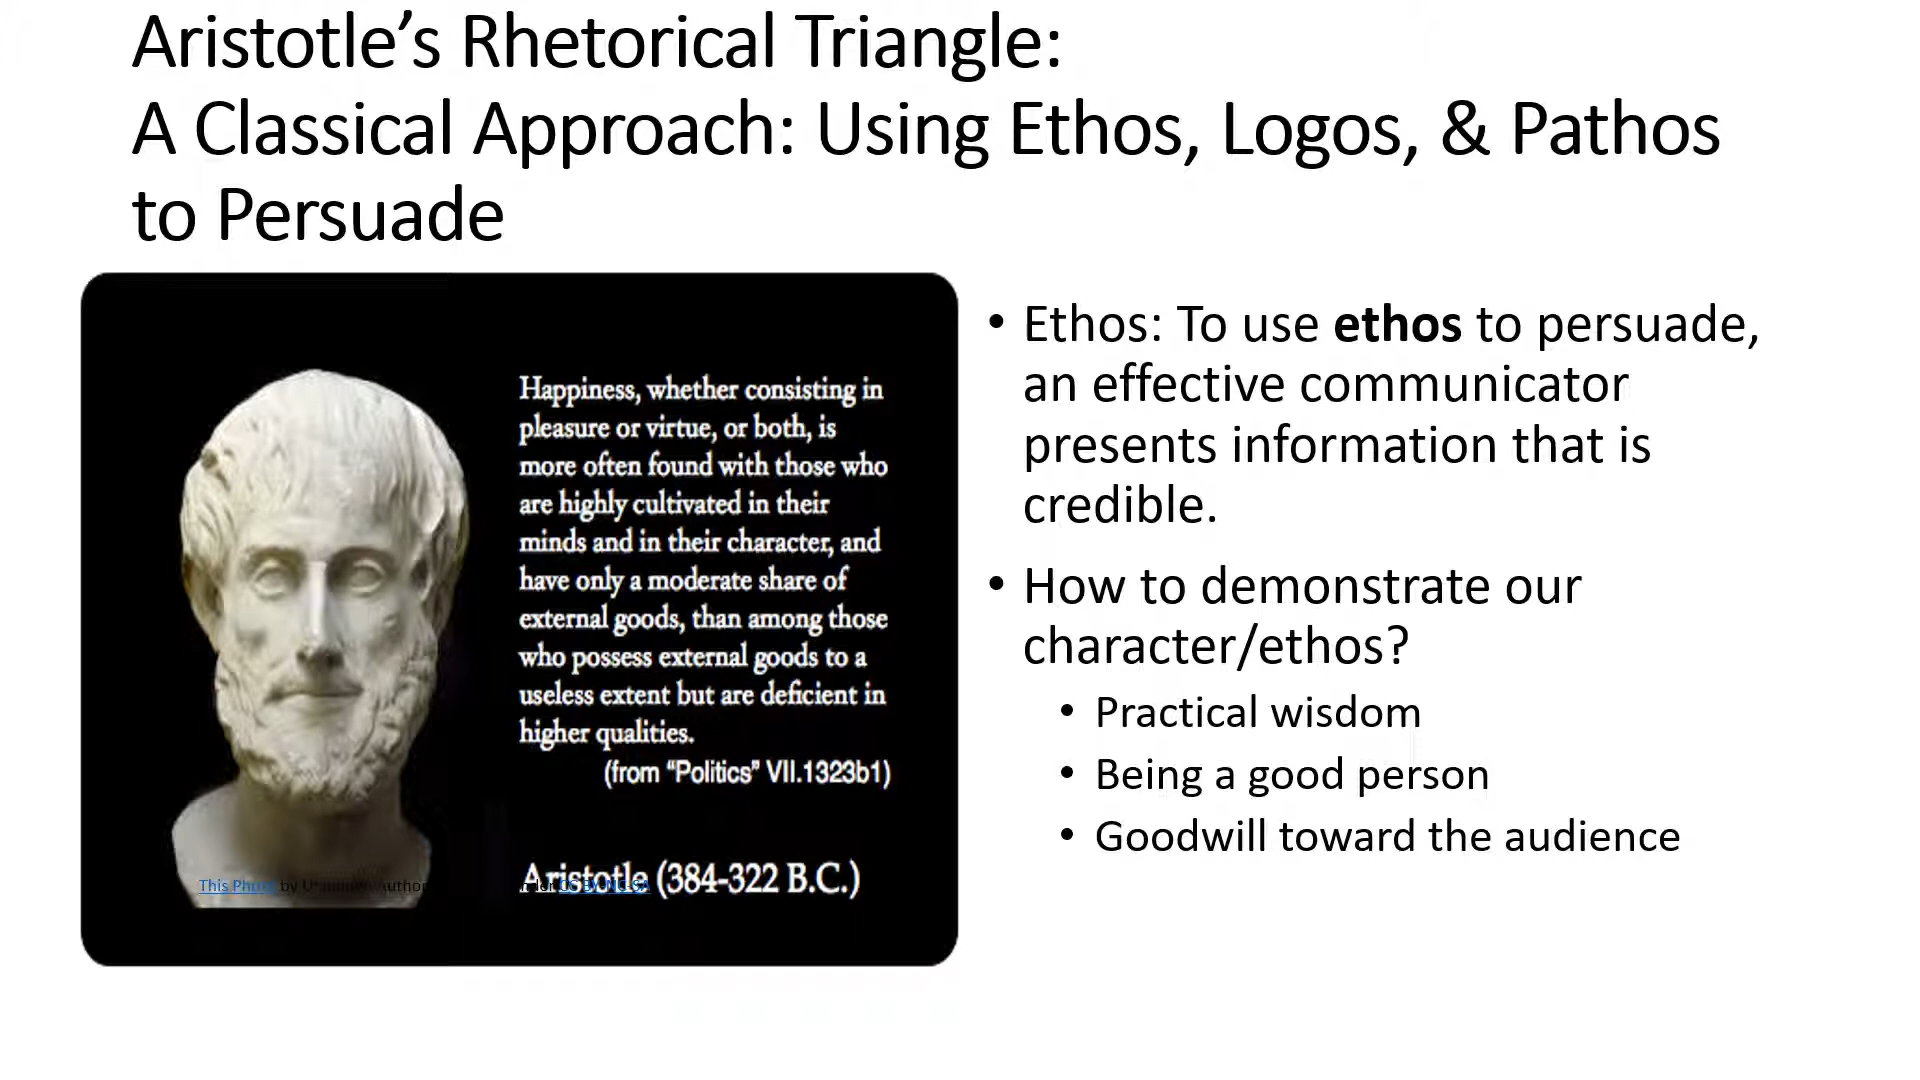 Aristotle’s Rhetorical Triangle:
A Classical Approach: Using Ethos, Logos, & Pathos
to Persuade
Happiness, whether consisting in
pleasure or virtue, or both, is
more often found with those who
are highly cultivated in their
minds and in their character, and
have only a moderate share of
external goods, than among those
who possess external goods to a
useless extent but are deficient in
higher qualities.
(from “Politics” VII.1323b1)
Aristotle (384-322 B.C.)
This Photo by Author CC BY-NC-SA
• Ethos: To use ethos to persuade,
an effective communicator
presents information that is
credible.
• How to demonstrate our
character/ethos?
• Practical wisdom
• Being a good person
• Goodwill toward the audience